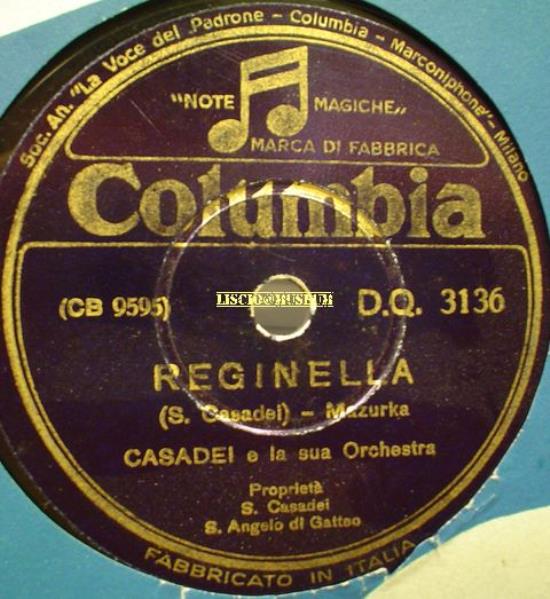 Soc. An. "La Voce del Padrone - Columbia - Marconiphone" - Milano
"NOTE MAGICHE„
MARCA DI FABBRICA
Columbia
(CB 9595) LISCIO@MUSEUM D.Q. 3136
REGINELLA
(S. Casadei) - Mazurka
CASADEI e la sua Orchestra
Proprietà
S. Casadei
S. Angelo di Gatteo
FABBRICATO IN ITALIA